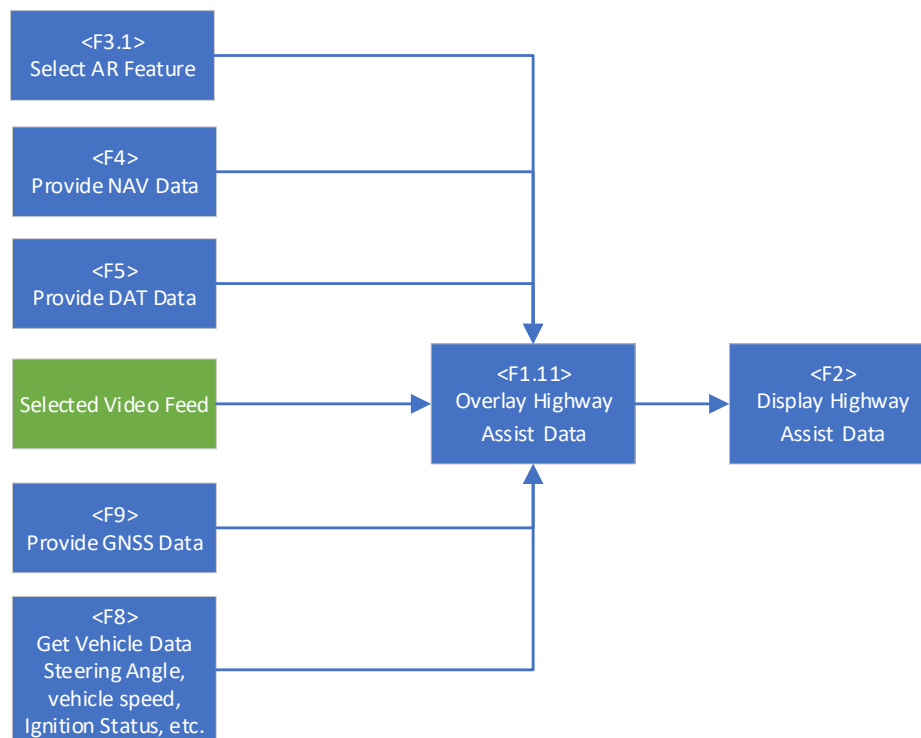 <F3.1>
Select AR Feature
<F4>
Provide NAV Data
<F5>
Provide DAT Data
Selected Video Feed
<F1.11>
Overlay Highway
Assist Data
<F2>
Display Highway
Assist Data
<F9>
Provide GNSS Data
<F8>
Get Vehicle Data
Steering Angle,
vehicle speed,
Ignition Status, etc.